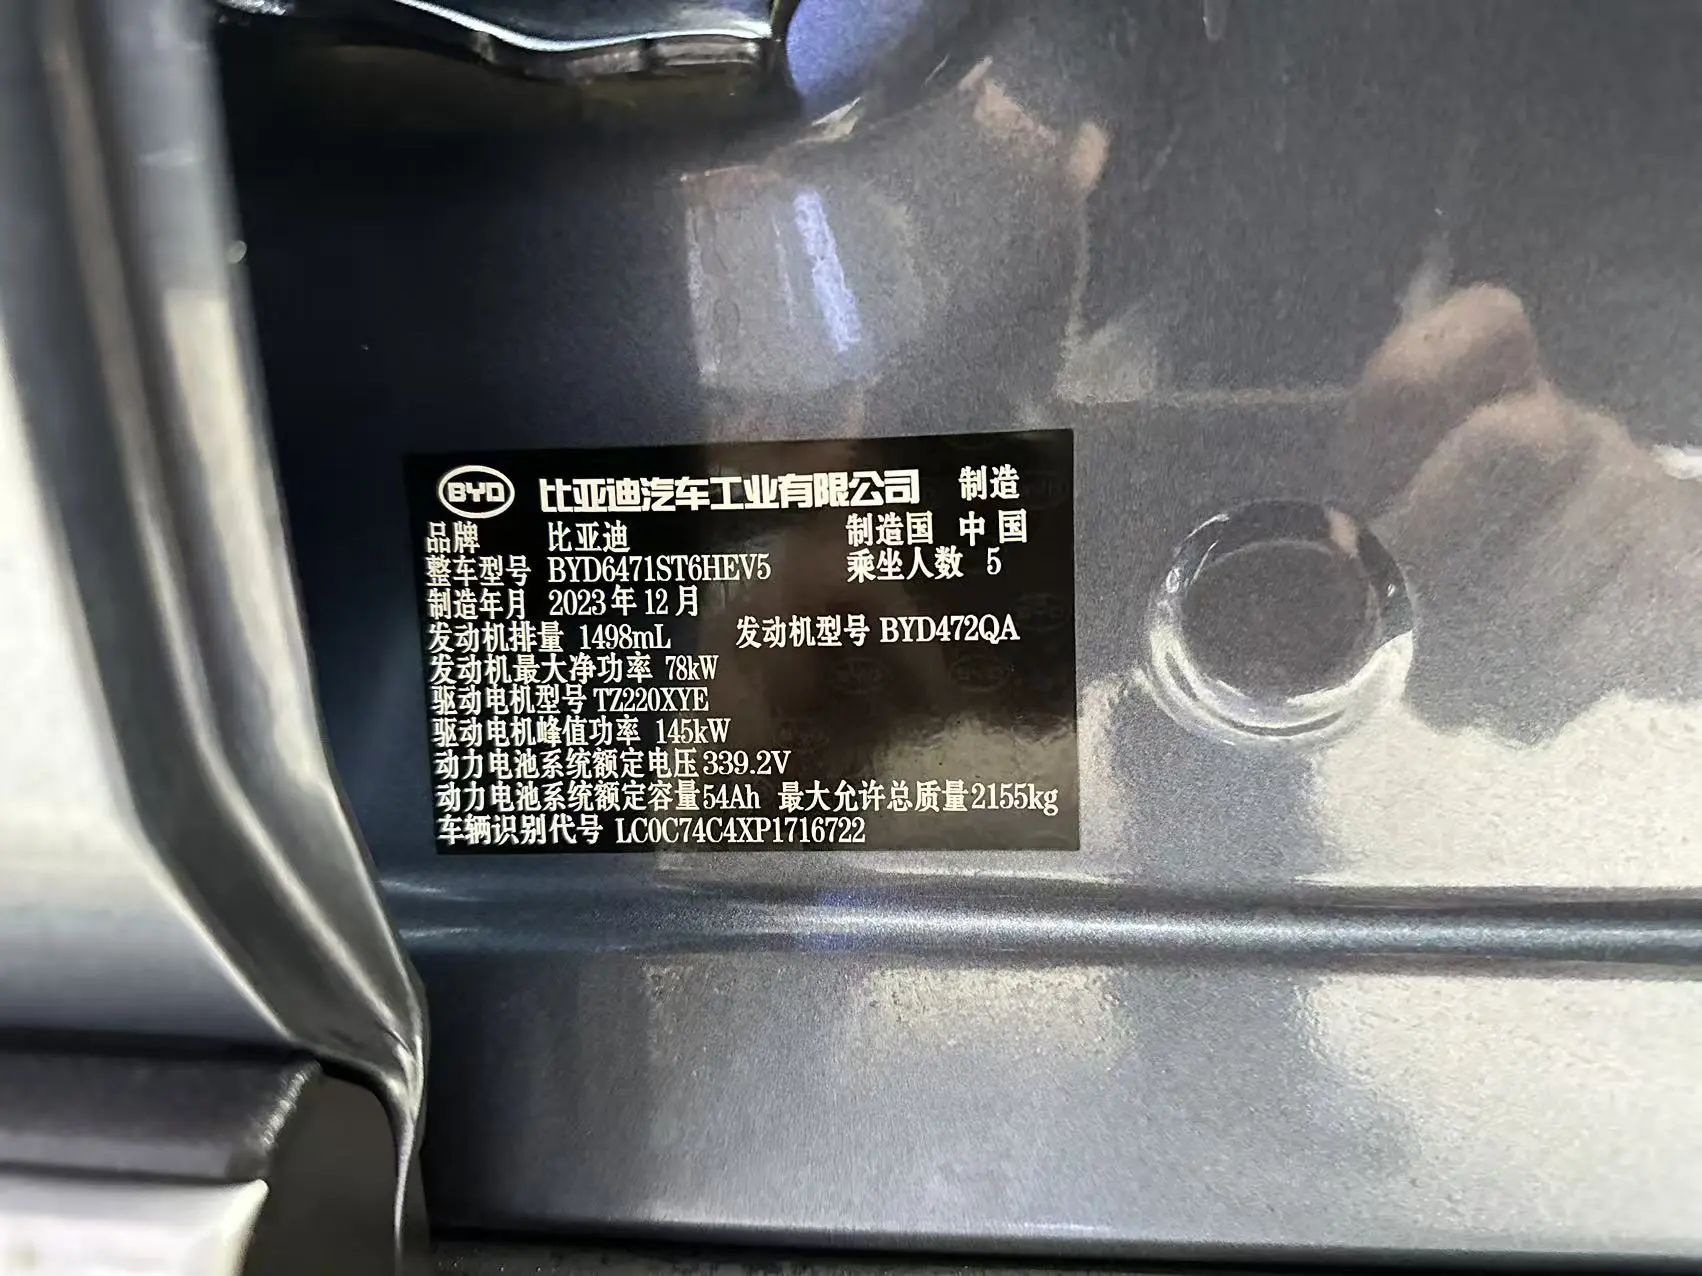 BYD 比亚迪汽车工业有限公司 制造
品牌 比亚迪 制造国 中国
整车型号 BYD6471ST6HEV5 乘坐人数 5
制造年月 2023年12月
发动机排量 1498mL 发动机型号 BYD472QA
发动机最大净功率 78kW
驱动电机型号 TZ220XYE
驱动电机峰值功率 145kW
动力电池系统额定电压 339.2V
动力电池系统额定容量 54Ah 最大允许总质量 2155kg
车辆识别代号 LC0C74C4XP1716722